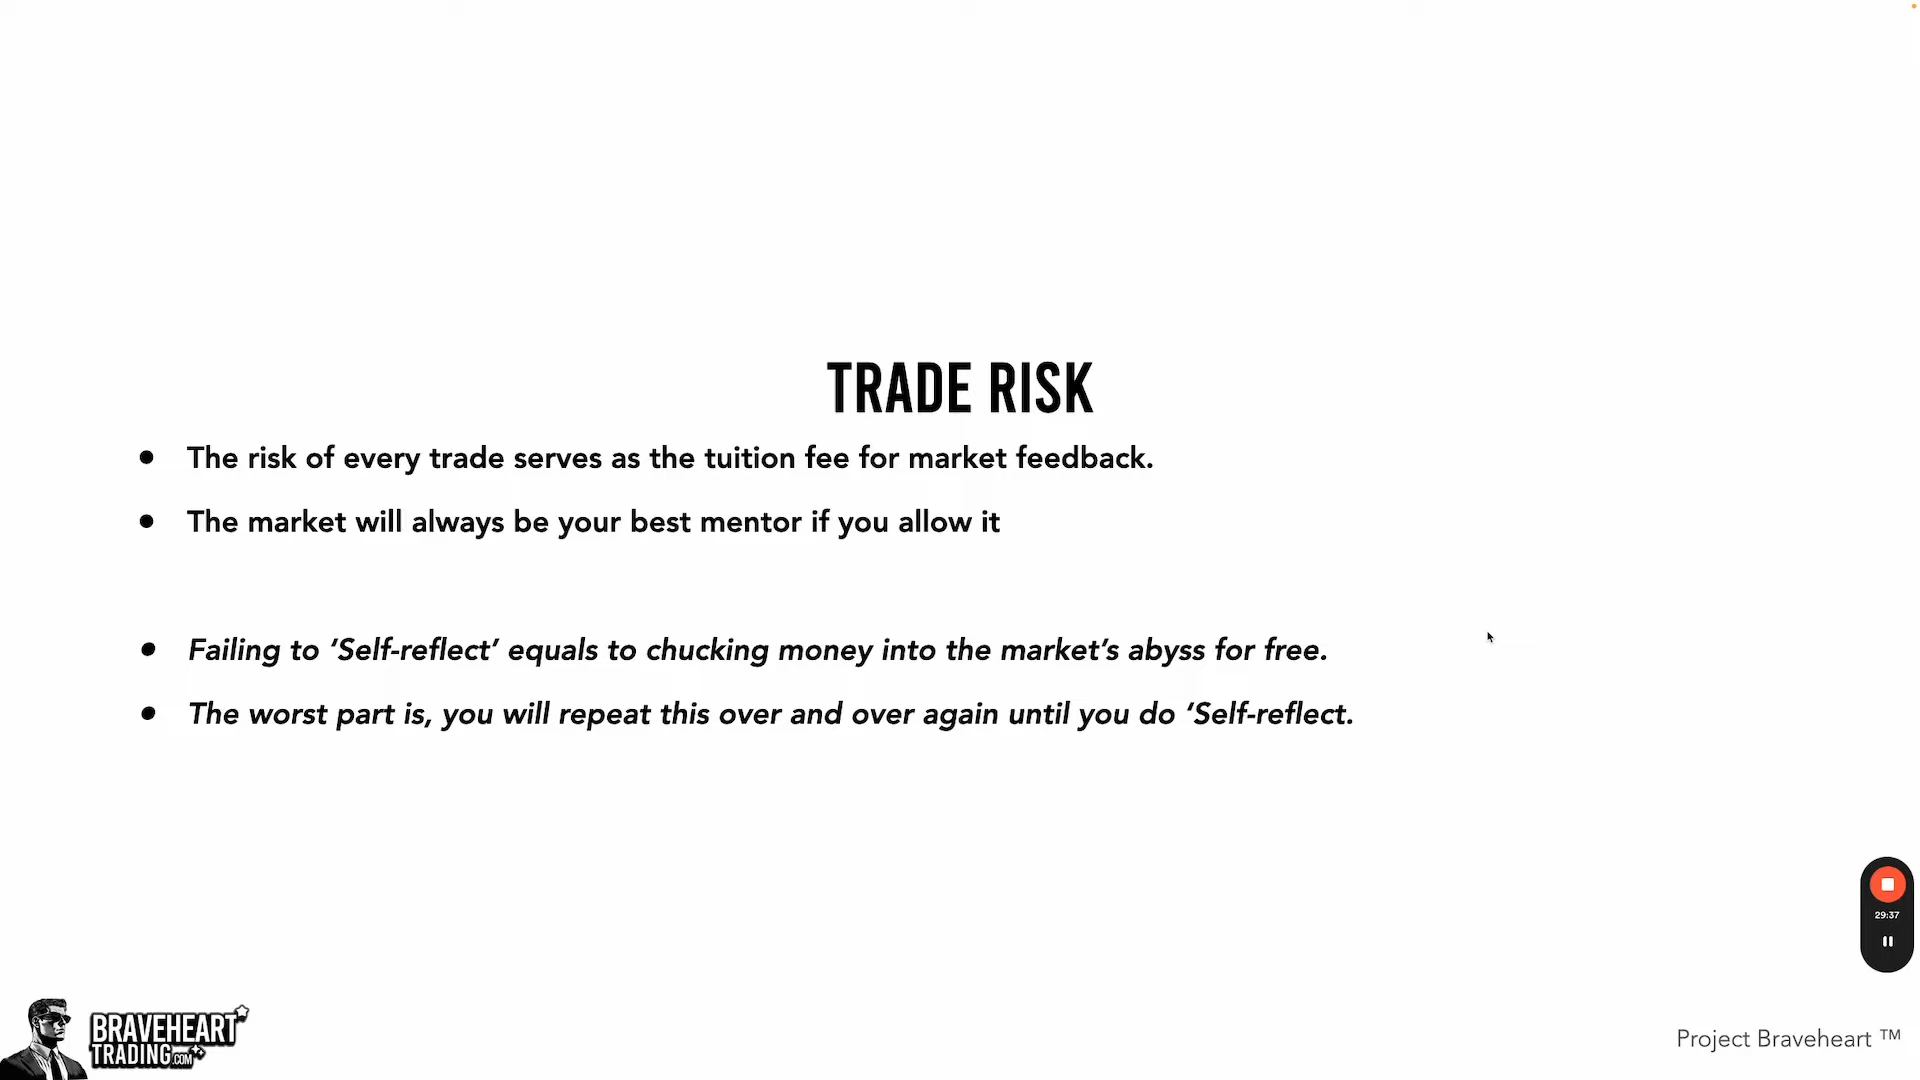 TRADE RISK
• The risk of every trade serves as the tuition fee for market feedback.
• The market will always be your best mentor if you allow it
• Failing to ‘Self-reflect’ equals to chucking money into the market’s abyss for free.
• The worst part is, you will repeat this over and over again until you do ‘Self-reflect.
29:37
BRAVEHEART
TRADING.COM
Project Braveheart ™